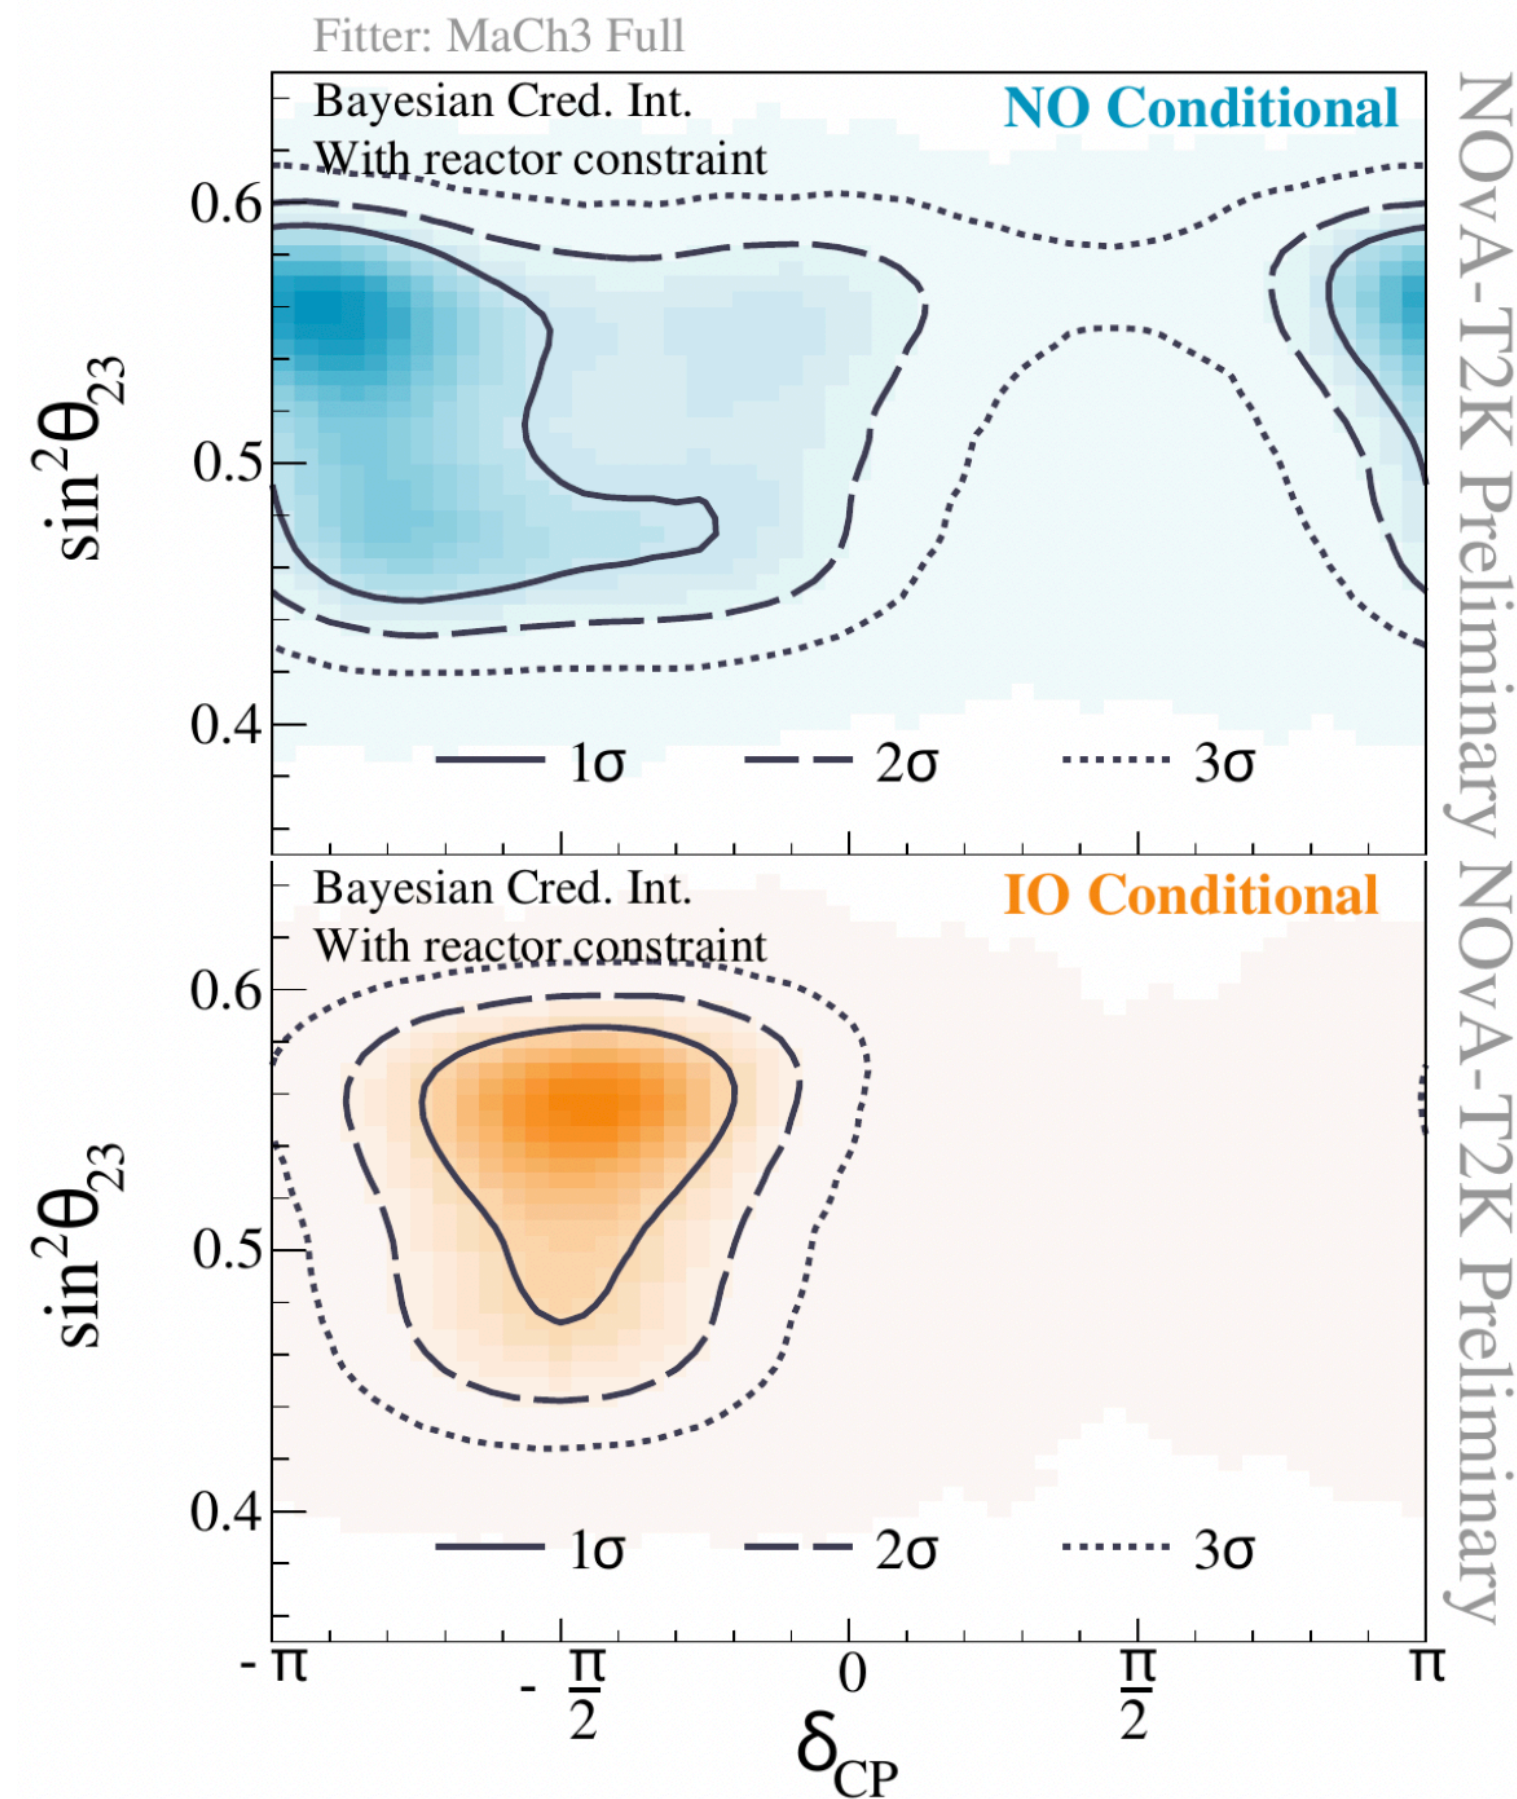 Fitter: MaCh3 Full
Bayesian Cred. Int.
With reactor constraint
NO Conditional
0.6
0.5
0.4
sin²θ₂₃
1σ
2σ
3σ
NOvA-T2K Preliminary
Bayesian Cred. Int.
With reactor constraint
IO Conditional
0.6
0.5
0.4
sin²θ₂₃
1σ
2σ
3σ
NOvA-T2K Preliminary
-π
-π/2
0
π/2
π
δCP